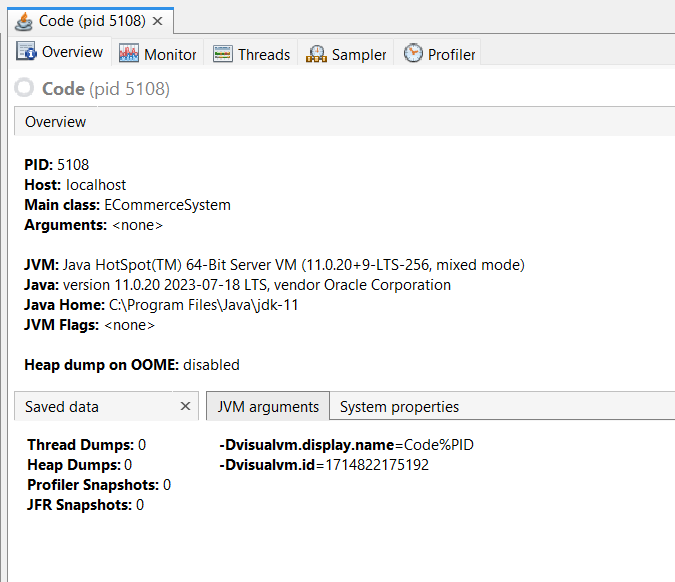 Code (pid 5108)
Overview
Monitor
Threads
Sampler
Profiler
Code (pid 5108)
Overview
PID: 5108
Host: localhost
Main class: ECommerceSystem
Arguments: <none>
JVM: Java HotSpot(TM) 64-Bit Server VM (11.0.20+9-LTS-256, mixed mode)
Java: version 11.0.20 2023-07-18 LTS, vendor Oracle Corporation
Java Home: C:\Program Files\Java\jdk-11
JVM Flags: <none>
Heap dump on OOME: disabled
Saved data
Thread Dumps: 0
Heap Dumps: 0
Profiler Snapshots: 0
JFR Snapshots: 0
JVM arguments
System properties
-Dvisualvm.display.name=Code%PID
-Dvisualvm.id=1714822175192